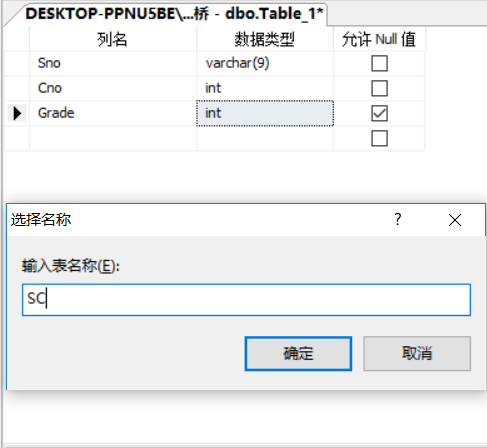 DESKTOP-PPNU5BE\...桥 - dbo.Table_1*
列名 数据类型 允许 Null 值
Sno varchar(9)
Cno int
Grade int
选择名称 ?
输入表名称(E):
SC
确定 取消